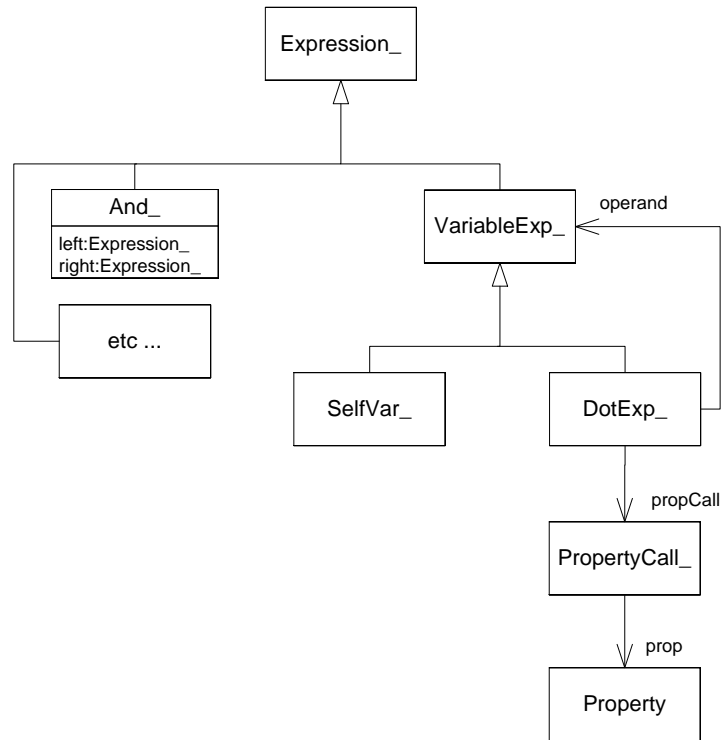 Expression_
And_
left:Expression_
right:Expression_
VariableExp_
operand
etc ...
SelfVar_
DotExp_
propCall
PropertyCall_
prop
Property